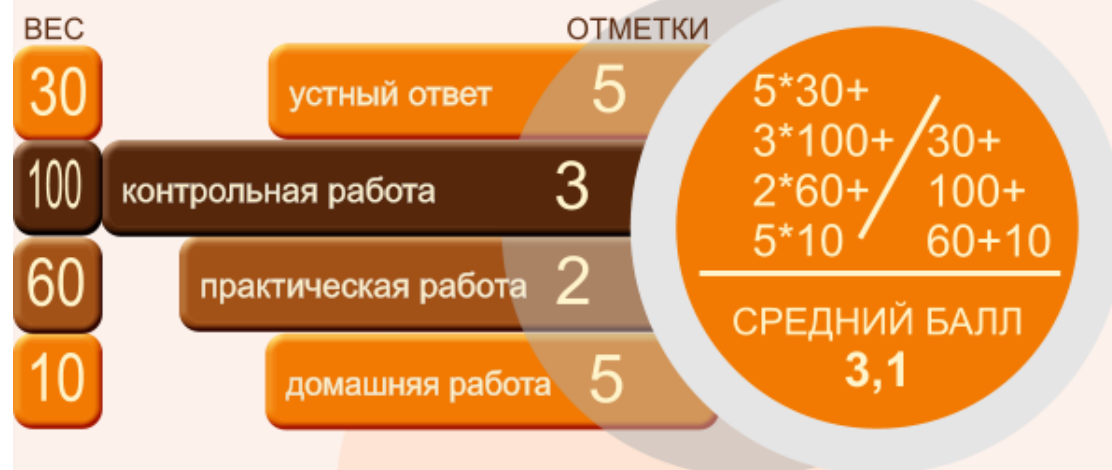 ВЕС ОТМЕТКИ
30 устный ответ 5
100 контрольная работа 3
60 практическая работа 2
10 домашняя работа 5
5*30+
3*100+ / 30+
2*60+ 100+
5*10 60+10
СРЕДНИЙ БАЛЛ
3,1